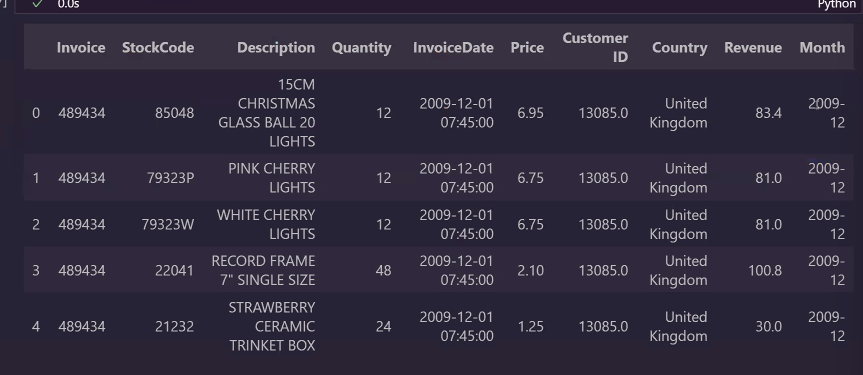 0.0s Python
Invoice StockCode Description Quantity InvoiceDate Price Customer ID Country Revenue Month
0 489434 85048 15CM CHRISTMAS GLASS BALL 20 LIGHTS 12 2009-12-01 07:45:00 6.95 13085.0 United Kingdom 83.4 2009-12
1 489434 79323P PINK CHERRY LIGHTS 12 2009-12-01 07:45:00 6.75 13085.0 United Kingdom 81.0 2009-12
2 489434 79323W WHITE CHERRY LIGHTS 12 2009-12-01 07:45:00 6.75 13085.0 United Kingdom 81.0 2009-12
3 489434 22041 RECORD FRAME 7" SINGLE SIZE 48 2009-12-01 07:45:00 2.10 13085.0 United Kingdom 100.8 2009-12
4 489434 21232 STRAWBERRY CERAMIC TRINKET BOX 24 2009-12-01 07:45:00 1.25 13085.0 United Kingdom 30.0 2009-12